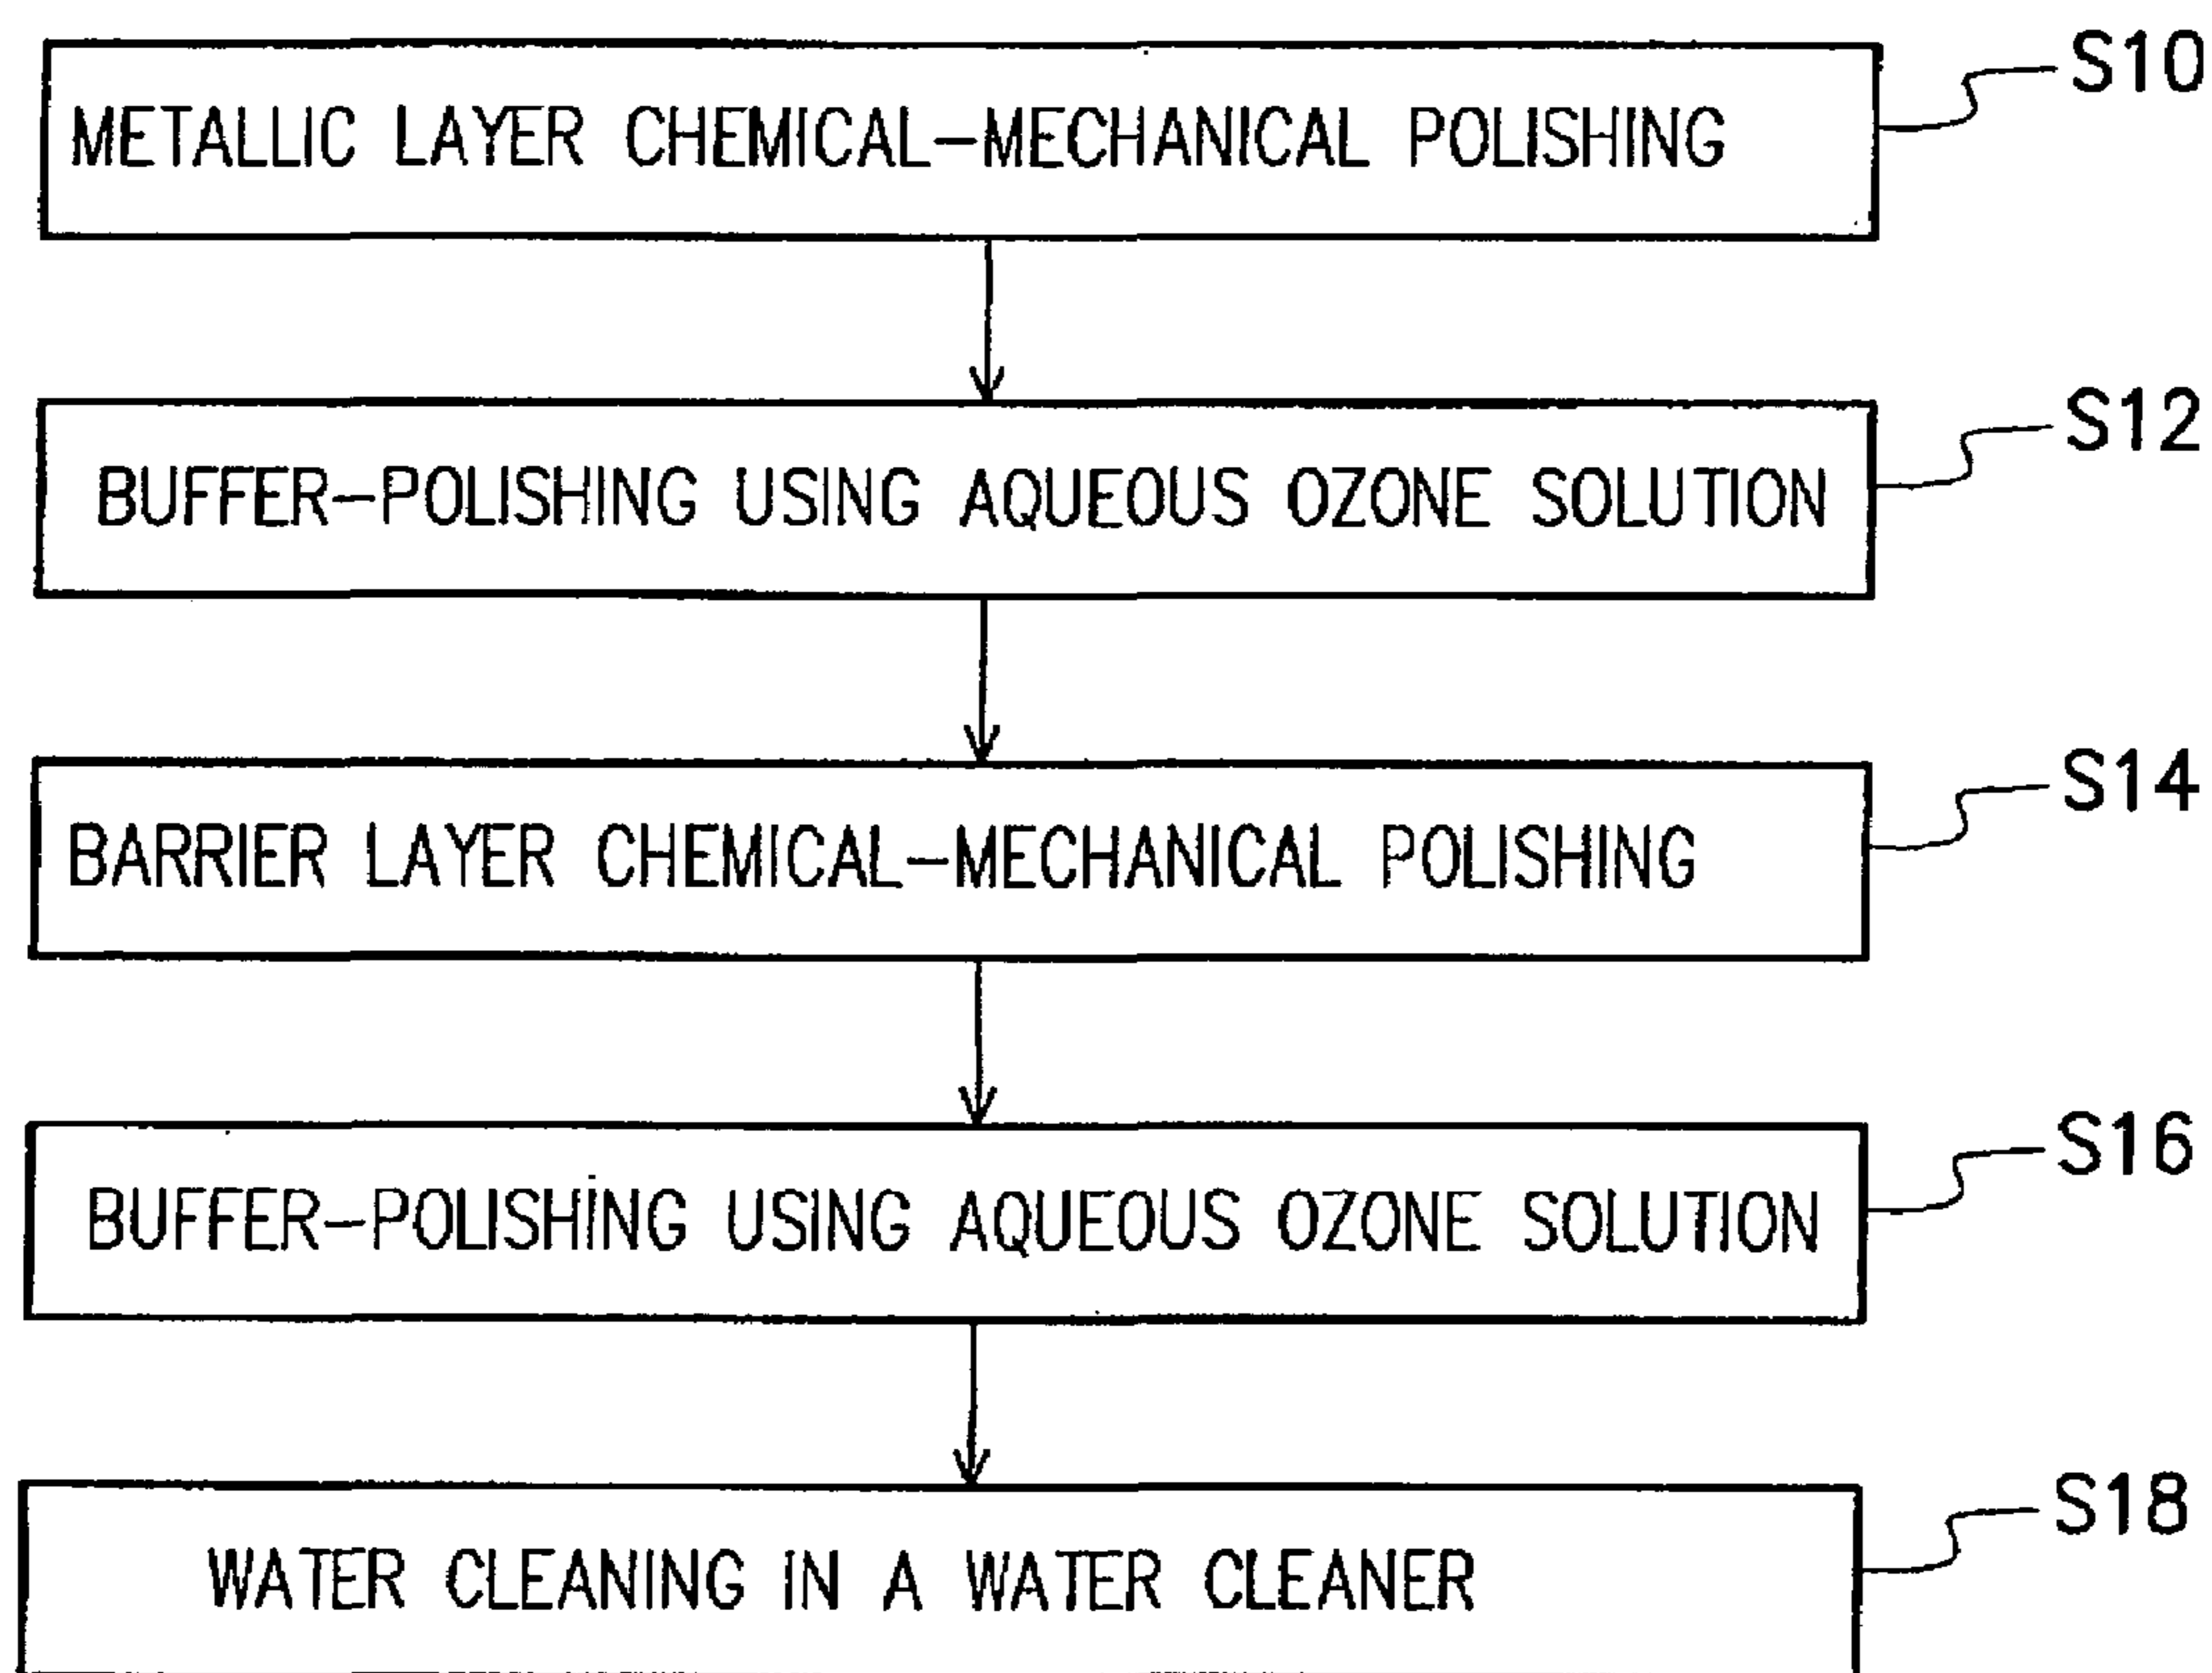 METALLIC LAYER CHEMICAL-MECHANICAL POLISHING
S10
BUFFER-POLISHING USING AQUEOUS OZONE SOLUTION
S12
BARRIER LAYER CHEMICAL-MECHANICAL POLISHING
S14
BUFFER-POLISHING USING AQUEOUS OZONE SOLUTION
S16
WATER CLEANING IN A WATER CLEANER
S18